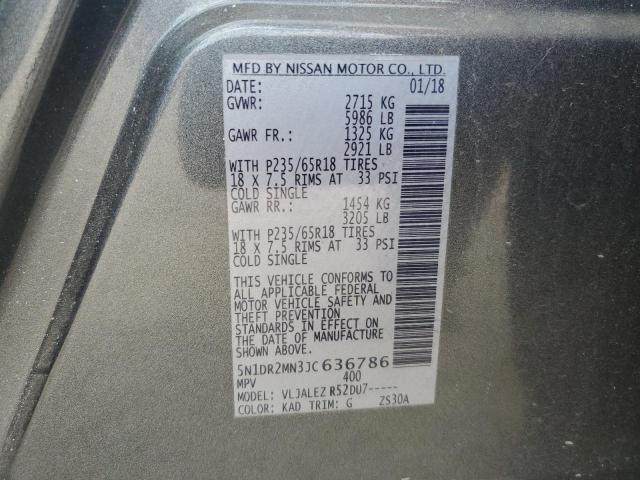 MFD BY NISSAN MOTOR CO., LTD.
DATE: 01/18
GVWR: 2715 KG
5986 LB
GAWR FR.: 1325 KG
2921 LB
WITH P235/65R18 TIRES
18 X 7.5 RIMS AT 33 PSI
COLD SINGLE
GAWR RR.: 1454 KG
3205 LB
WITH P235/65R18 TIRES
18 X 7.5 RIMS AT 33 PSI
COLD SINGLE
THIS VEHICLE CONFORMS TO
ALL APPLICABLE FEDERAL
MOTOR VEHICLE SAFETY AND
THEFT PREVENTION
STANDARDS IN EFFECT ON
THE DATE OF MANUFACTURE
SHOWN ABOVE.
5N1DR2MN3JC636786
MPV 400
MODEL: VLJALEZ R52DU7-----
COLOR: KAD TRIM: G ZS30A